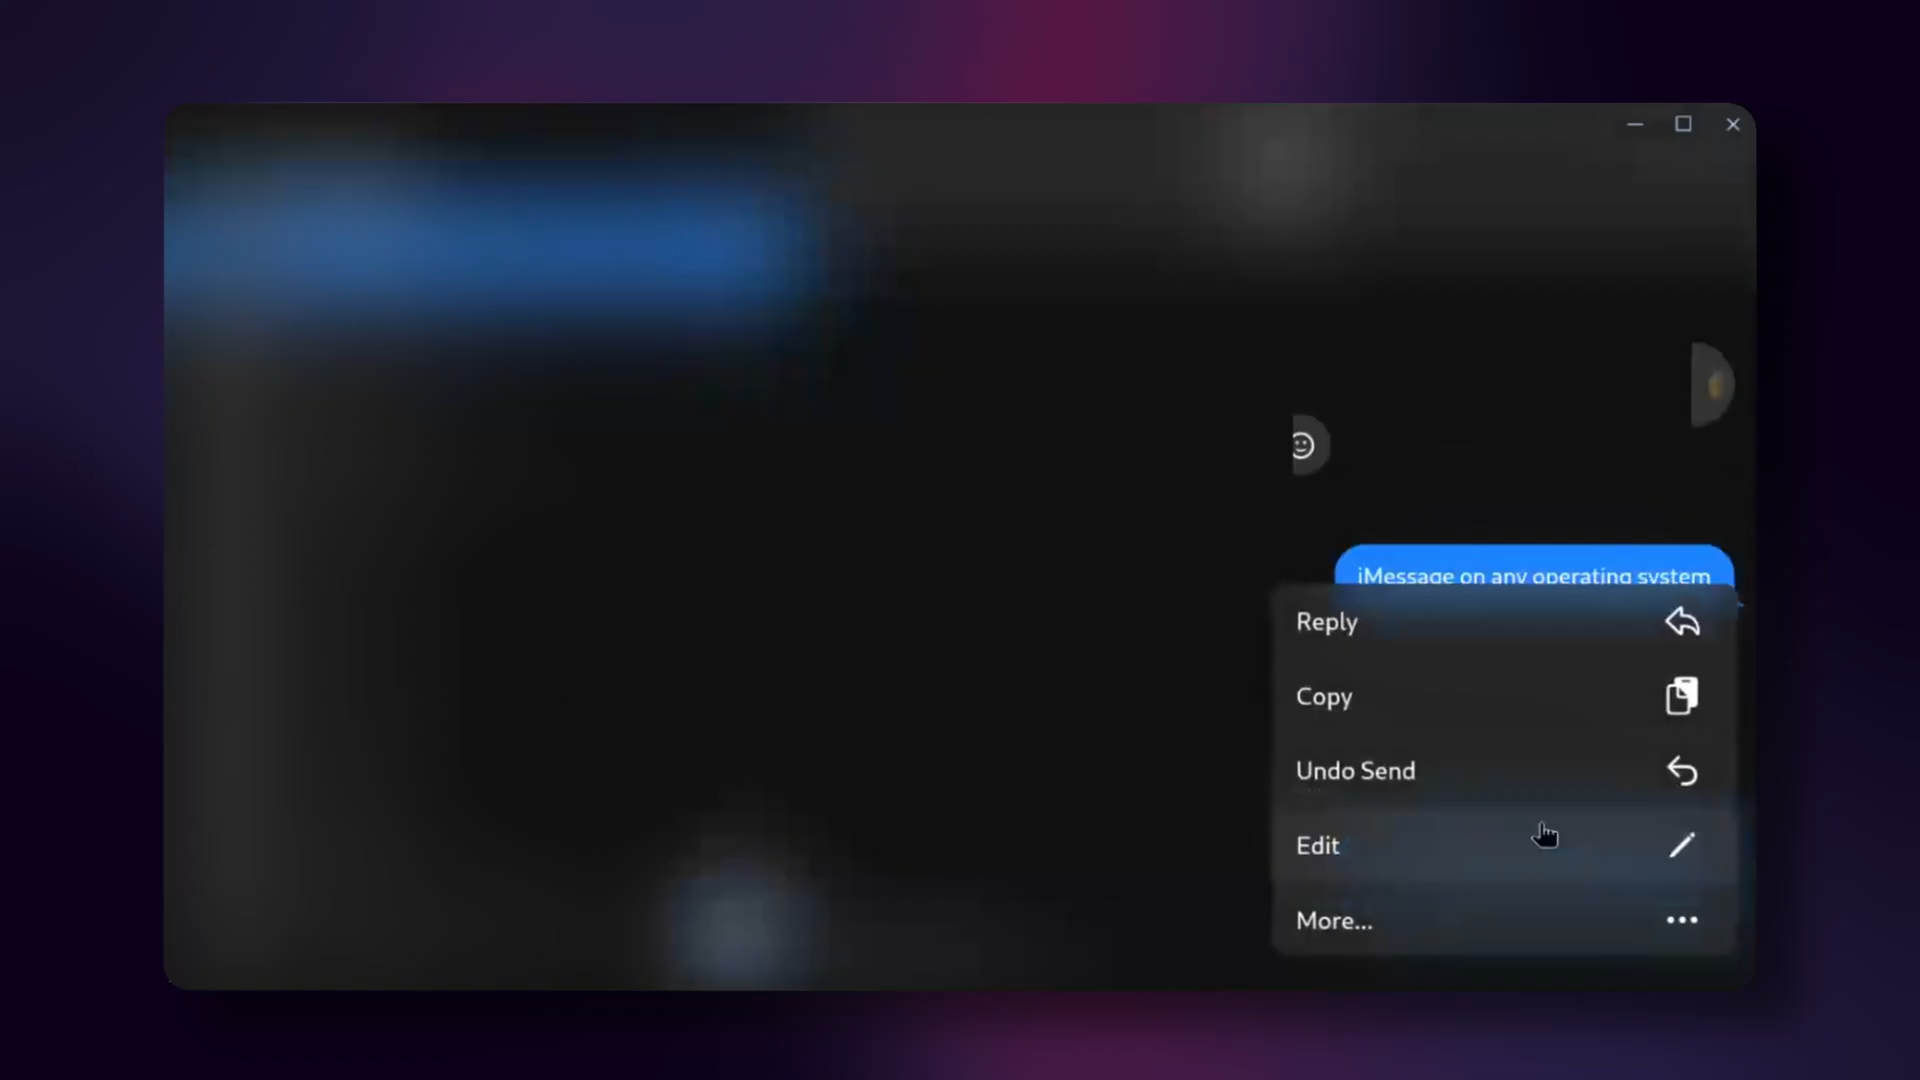 iMessage on any operating system
Reply
Copy
Undo Send
Edit
More...